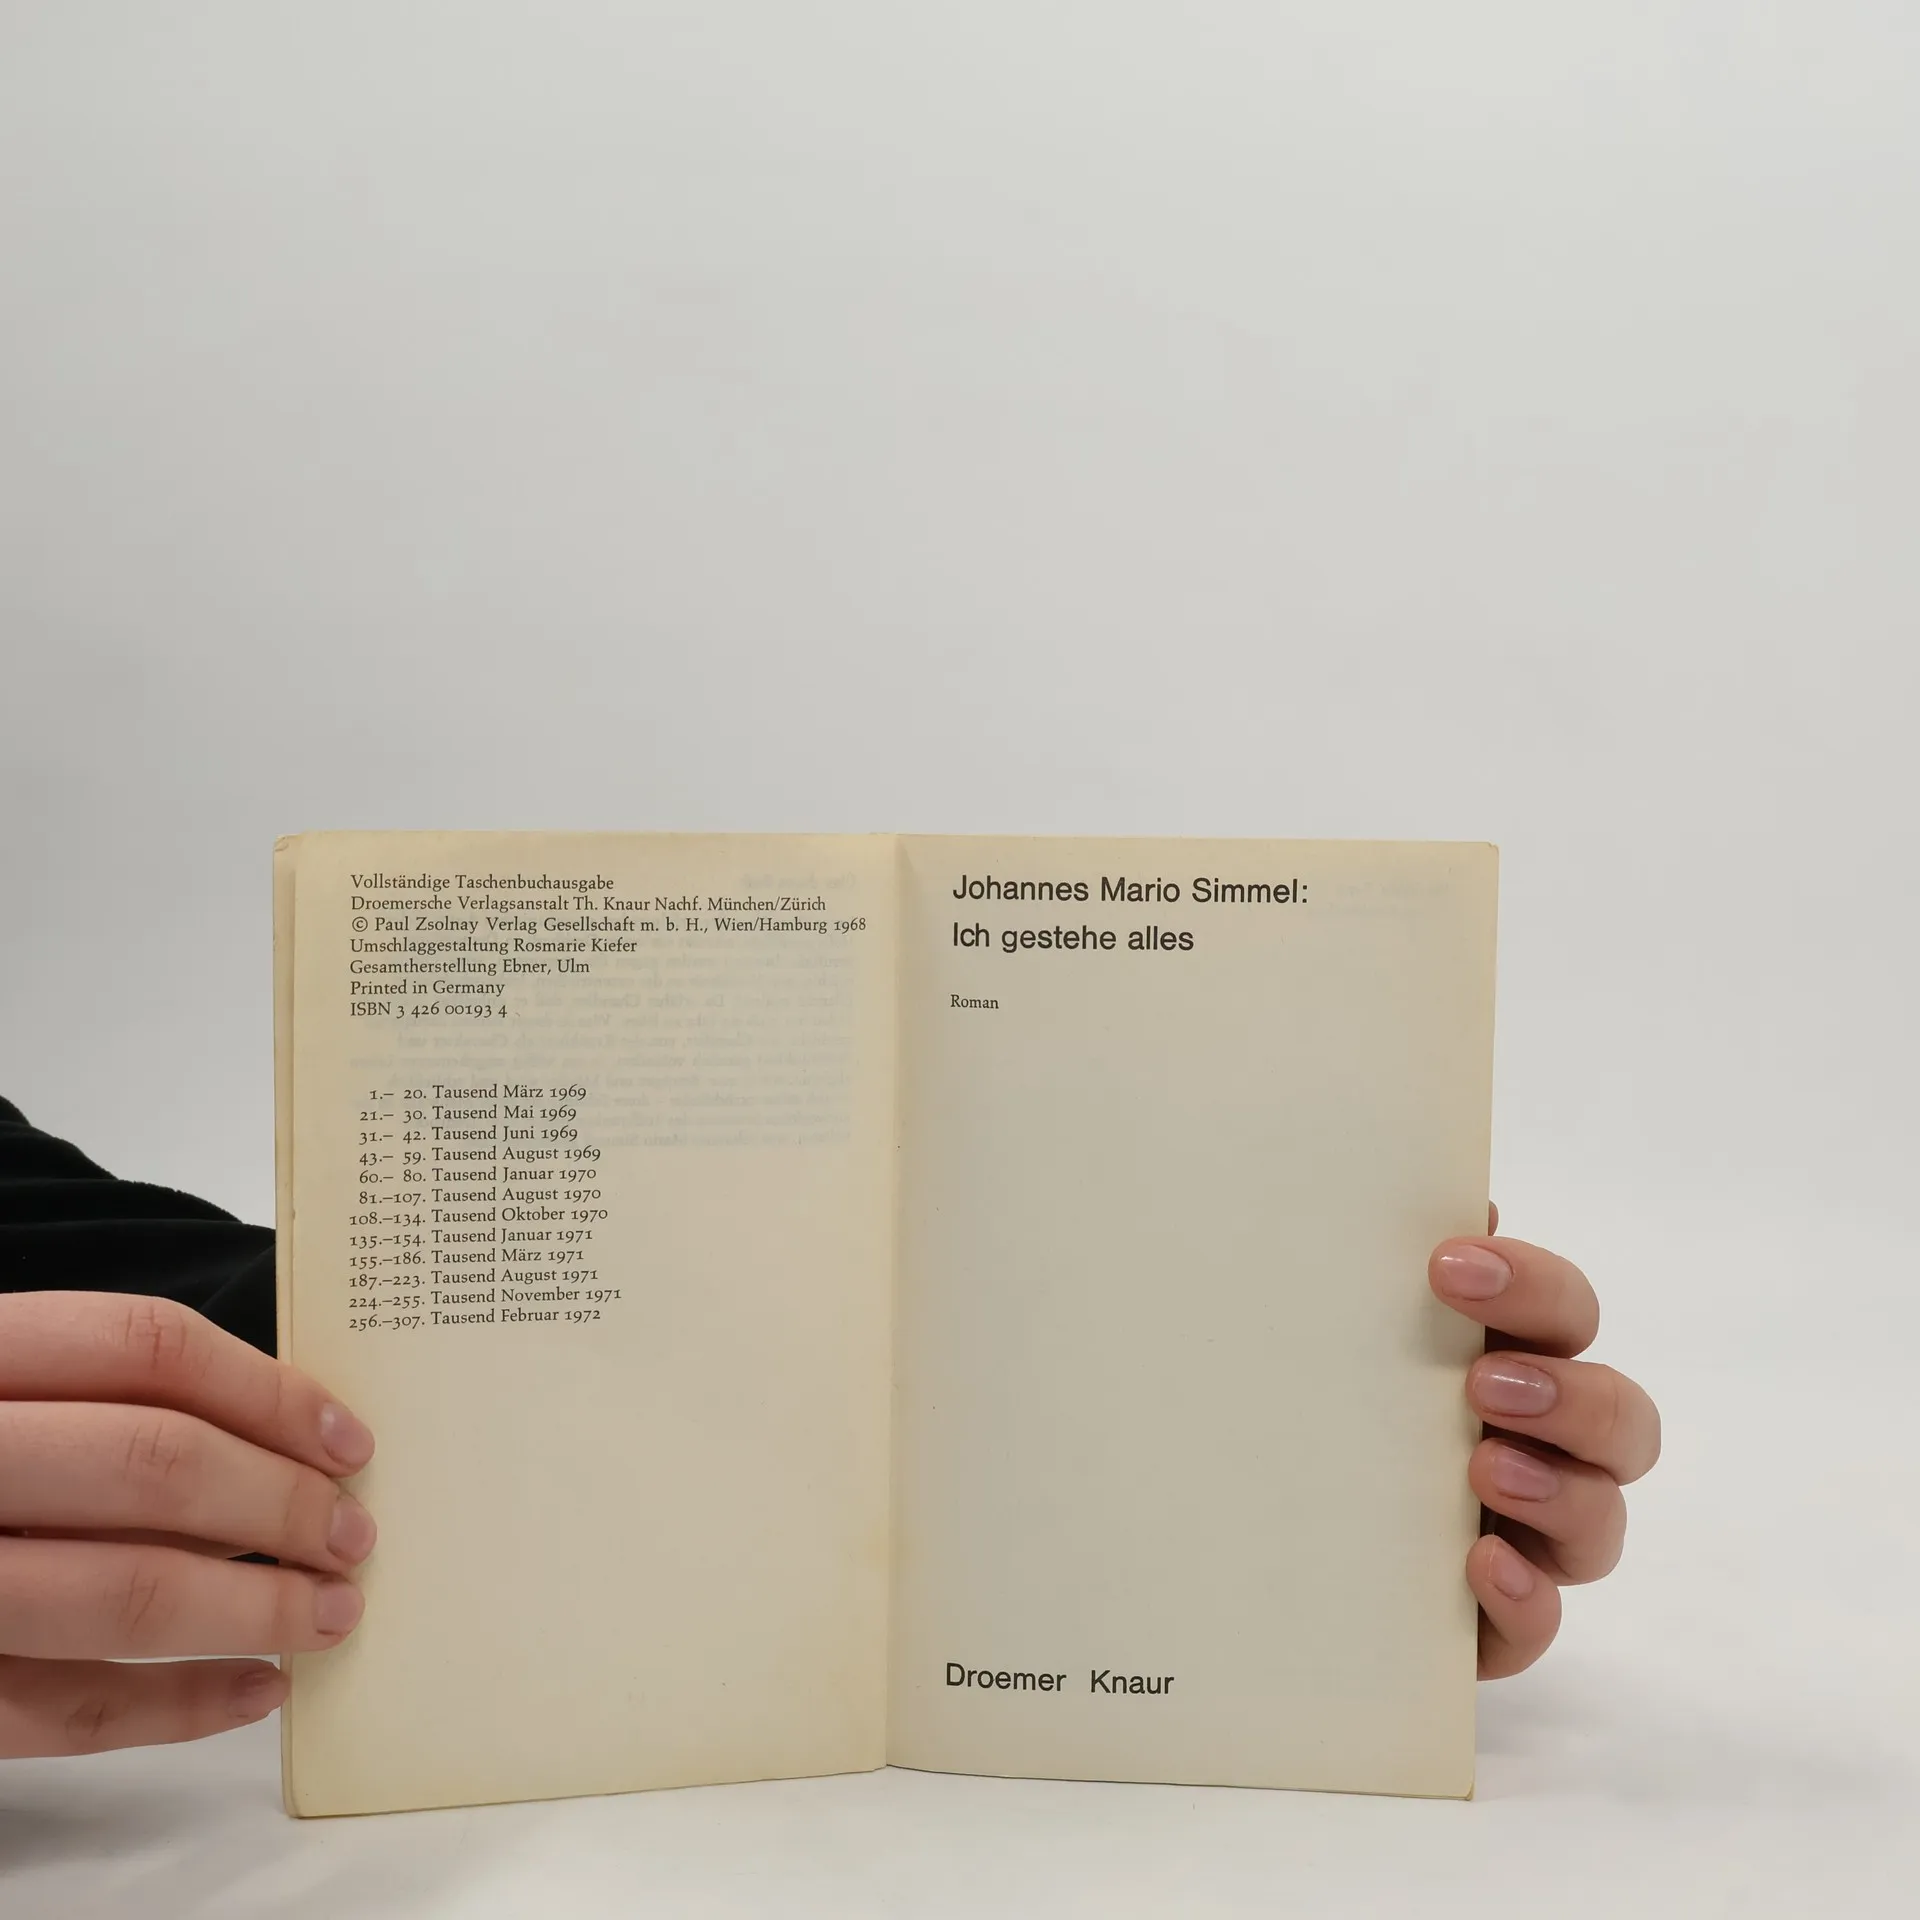 Vollständige Taschenbuchausgabe
Droemersche Verlagsanstalt Th. Knaur Nachf. München/Zürich
© Paul Zsolnay Verlag Gesellschaft m. b. H., Wien/Hamburg 1968
Umschlaggestaltung Rosmarie Kiefer
Gesamtherstellung Ebner, Ulm
Printed in Germany
ISBN 3 426 00193 4
1.– 20. Tausend März 1969
21.– 30. Tausend Mai 1969
31.– 42. Tausend Juni 1969
43.– 59. Tausend August 1969
60.– 80. Tausend Januar 1970
81.–107. Tausend August 1970
108.–134. Tausend Oktober 1970
135.–154. Tausend Januar 1971
155.–186. Tausend März 1971
187.–223. Tausend August 1971
224.–255. Tausend November 1971
256.–307. Tausend Februar 1972
Johannes Mario Simmel:
Ich gestehe alles
Roman
Droemer Knaur